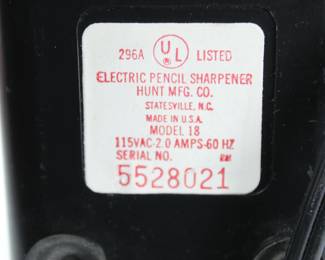 296A UL LISTED
ELECTRIC PENCIL SHARPENER
HUNT MFG. CO.
STATESVILLE, N.C.
MADE IN U.S.A.
MODEL 18
115VAC-2.0 AMPS-60 HZ
SERIAL NO.
5528021